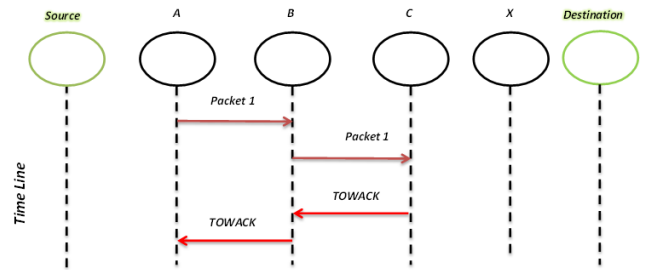 Source A B C X Destination
Packet 1
Packet 1
TOWACK
TOWACK
Time Line